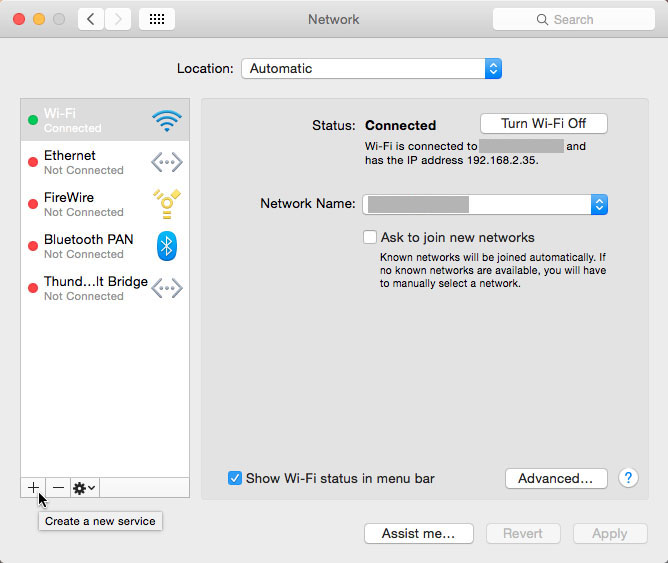 Network
Search
Location: Automatic
Wi-Fi
Connected
Ethernet
Not Connected
FireWire
Not Connected
Bluetooth PAN
Not Connected
Thund...lt Bridge
Not Connected
Status: Connected
Turn Wi-Fi Off
Wi-Fi is connected to and
has the IP address 192.168.2.35.
Network Name:
Ask to join new networks
Known networks will be joined automatically. If
no known networks are available, you will have
to manually select a network.
Show Wi-Fi status in menu bar
Advanced...
?
Create a new service
Assist me...
Revert
Apply